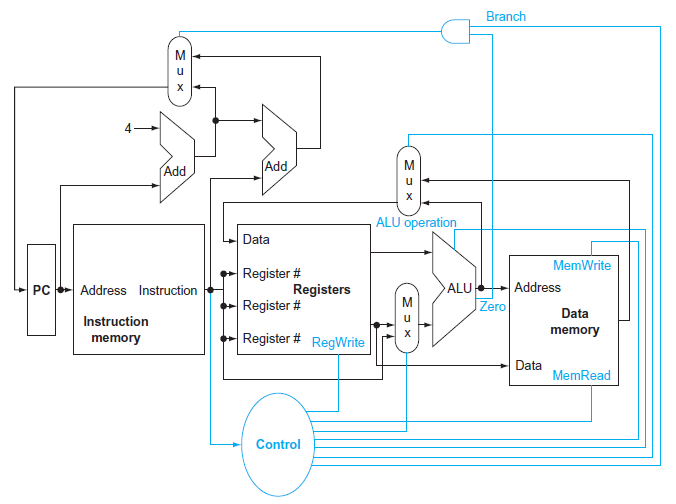 Branch
M
u
x
4
Add
Add
M
u
x
ALU operation
Data
Register #
Registers
Register #
Register #
RegWrite
PC
Address
Instruction
Instruction
memory
M
u
x
ALU
Zero
MemWrite
Address
Data
memory
Data
MemRead
Control